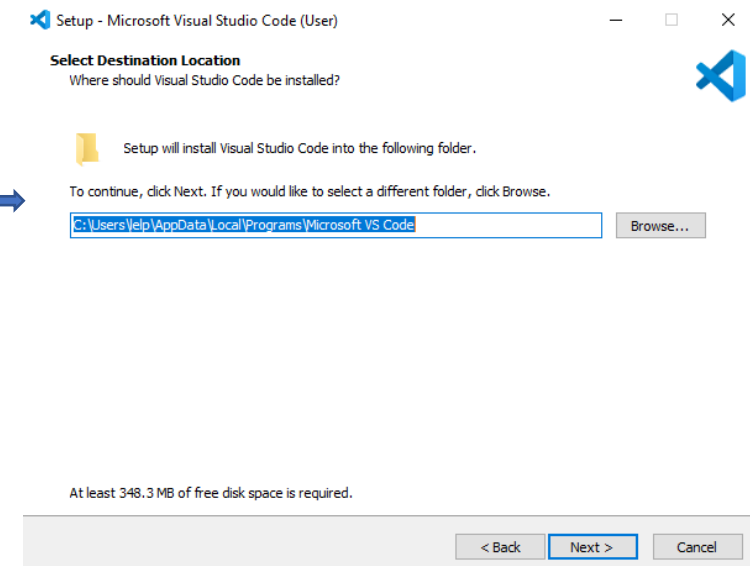 Setup - Microsoft Visual Studio Code (User)
Select Destination Location
Where should Visual Studio Code be installed?
Setup will install Visual Studio Code into the following folder.
To continue, click Next. If you would like to select a different folder, click Browse.
C:\Users\lelp\AppData\Local\Programs\Microsoft VS Code
Browse...
At least 348.3 MB of free disk space is required.
< Back
Next >
Cancel